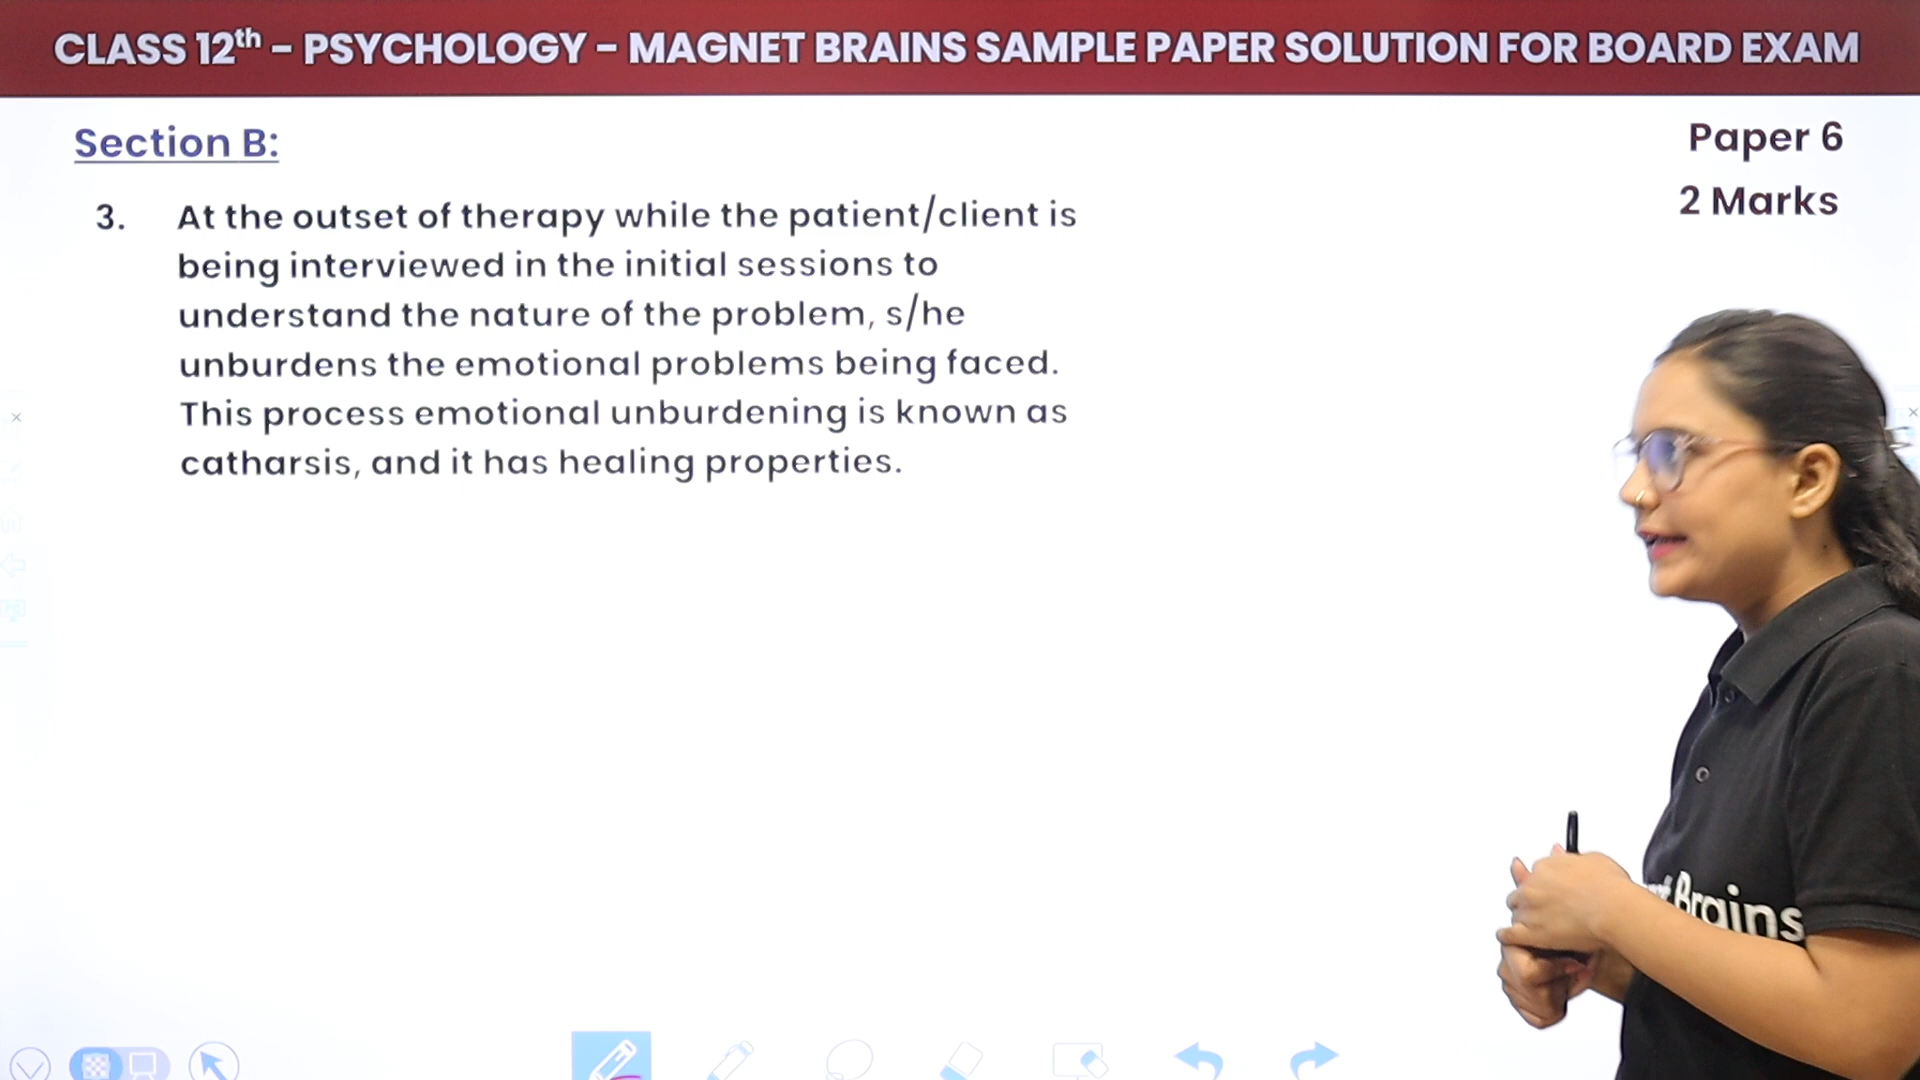 CLASS 12th – PSYCHOLOGY – MAGNET BRAINS SAMPLE PAPER SOLUTION FOR BOARD EXAM
Section B:
Paper 6
2 Marks
3. At the outset of therapy while the patient/client is
being interviewed in the initial sessions to
understand the nature of the problem, s/he
unburdens the emotional problems being faced.
This process emotional unburdening is known as
catharsis, and it has healing properties.
Brains